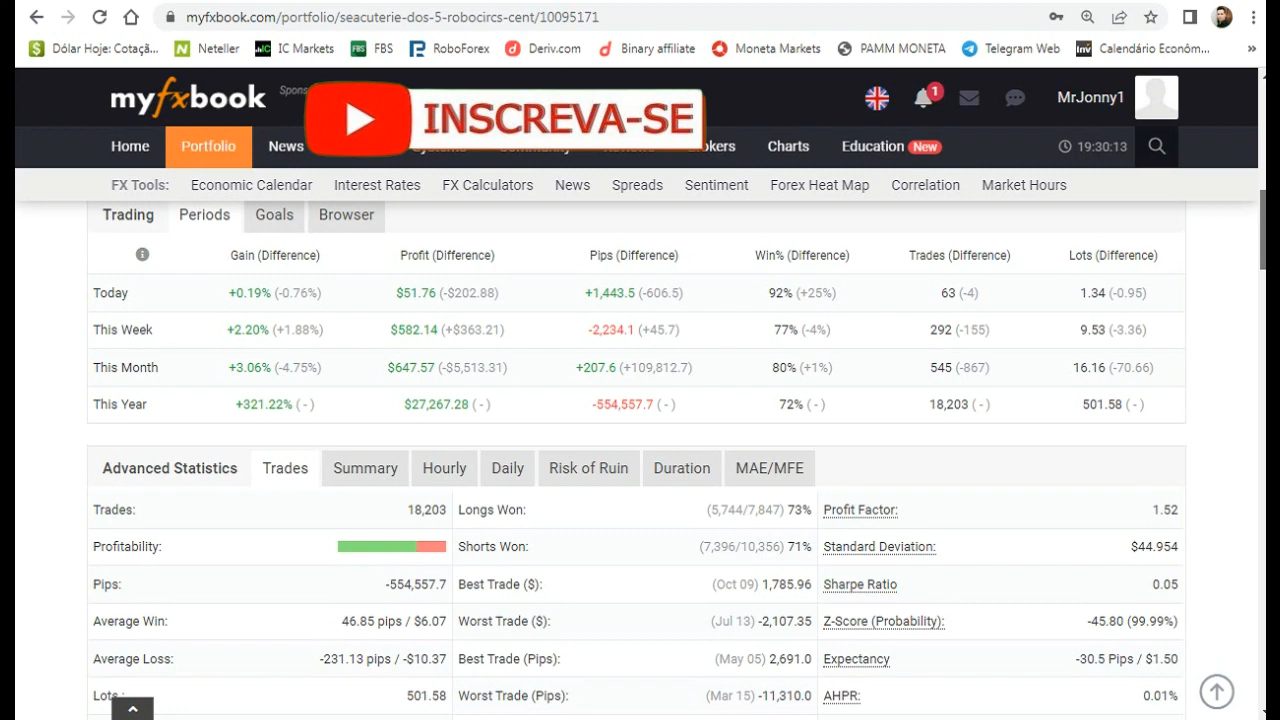 myfxbook.com/portfolio/seacuterie-dos-5-robocircs-cent/10095171
Dólar Hoje: Cotaçã... Neteller IC Markets FBS RoboForex Deriv.com Binary affiliate Moneta Markets PAMM MONETA Telegram Web Calendário Econôm... »
myfxbook Spons INSCREVA-SE 1 MrJonny1
Home Portfolio News Charts Education New 19:30:13
FX Tools: Economic Calendar Interest Rates FX Calculators News Spreads Sentiment Forex Heat Map Correlation Market Hours
Trading Periods Goals Browser
Gain (Difference) Profit (Difference) Pips (Difference) Win% (Difference) Trades (Difference) Lots (Difference)
Today +0.19% (-0.76%) $51.76 (-$202.88) +1,443.5 (-606.5) 92% (+25%) 63 (-4) 1.34 (-0.95)
This Week +2.20% (+1.88%) $582.14 (+$363.21) -2,234.1 (+45.7) 77% (-4%) 292 (-155) 9.53 (-3.36)
This Month +3.06% (-4.75%) $647.57 (-$5,513.31) +207.6 (+109,812.7) 80% (+1%) 545 (-867) 16.16 (-70.66)
This Year +321.22% ( - ) $27,267.28 ( - ) -554,557.7 ( - ) 72% ( - ) 18,203 ( - ) 501.58 ( - )
Advanced Statistics Trades Summary Hourly Daily Risk of Ruin Duration MAE/MFE
Trades: 18,203 Longs Won: (5,744/7,847) 73% Profit Factor: 1.52
Profitability: Shorts Won: (7,396/10,356) 71% Standard Deviation: $44.954
Pips: -554,557.7 Best Trade ($): (Oct 09) 1,785.96 Sharpe Ratio 0.05
Average Win: 46.85 pips / $6.07 Worst Trade ($): (Jul 13) -2,107.35 Z-Score (Probability): -45.80 (99.99%)
Average Loss: -231.13 pips / -$10.37 Best Trade (Pips): (May 05) 2,691.0 Expectancy -30.5 Pips / $1.50
Lots : 501.58 Worst Trade (Pips): (Mar 15) -11,310.0 AHPR: 0.01%